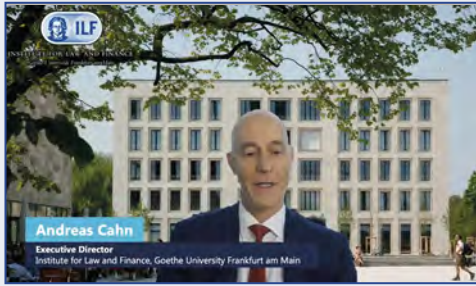 ILF
INSTITUTE FOR LAW AND FINANCE
Andreas Cahn
Executive Director
Institute for Law and Finance, Goethe University Frankfurt am Main